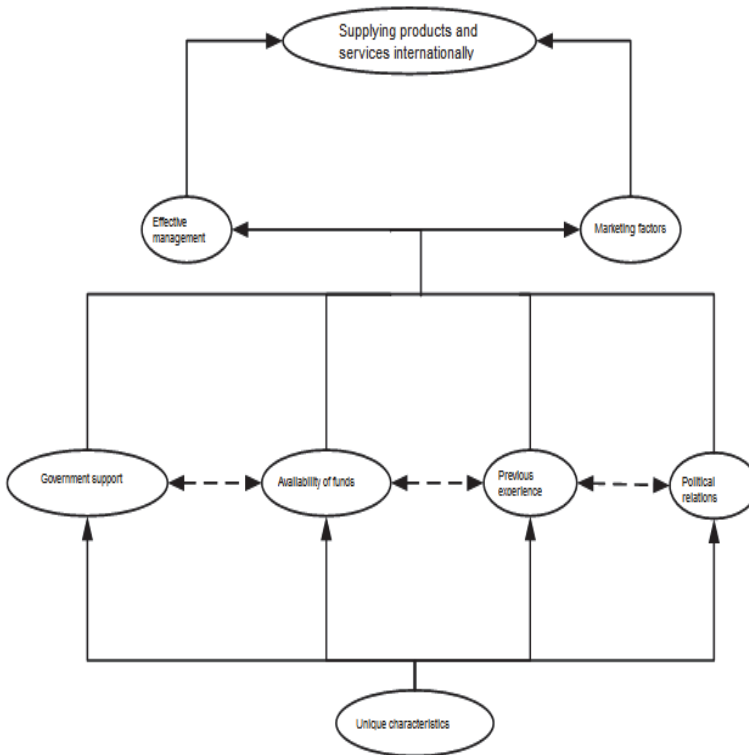 Supplying products and
services internationally
Effective
management
Marketing factors
Government support
Availability of funds
Previous
experience
Political
relations
Unique characteristics